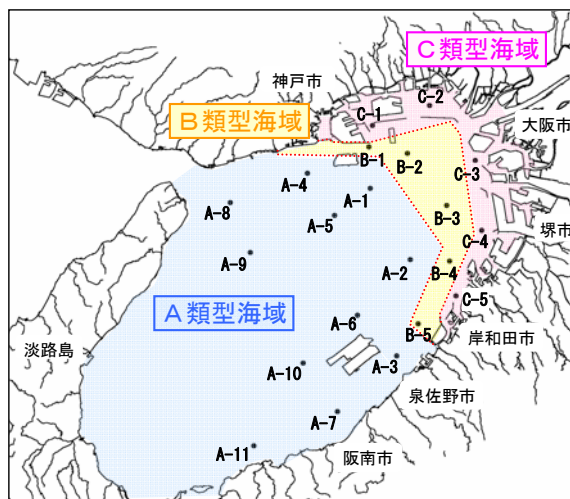 C類型海域
神戸市
C-2
B類型海域
C-1
大阪市
B-1
B-2
C-3
A-4
A-1
A-8
A-5
B-3
C-4
堺市
A-9
A-2
B-4
A類型海域
C-5
A-6
B-5
岸和田市
淡路島
A-10
A-3
泉佐野市
A-7
A-11
阪南市